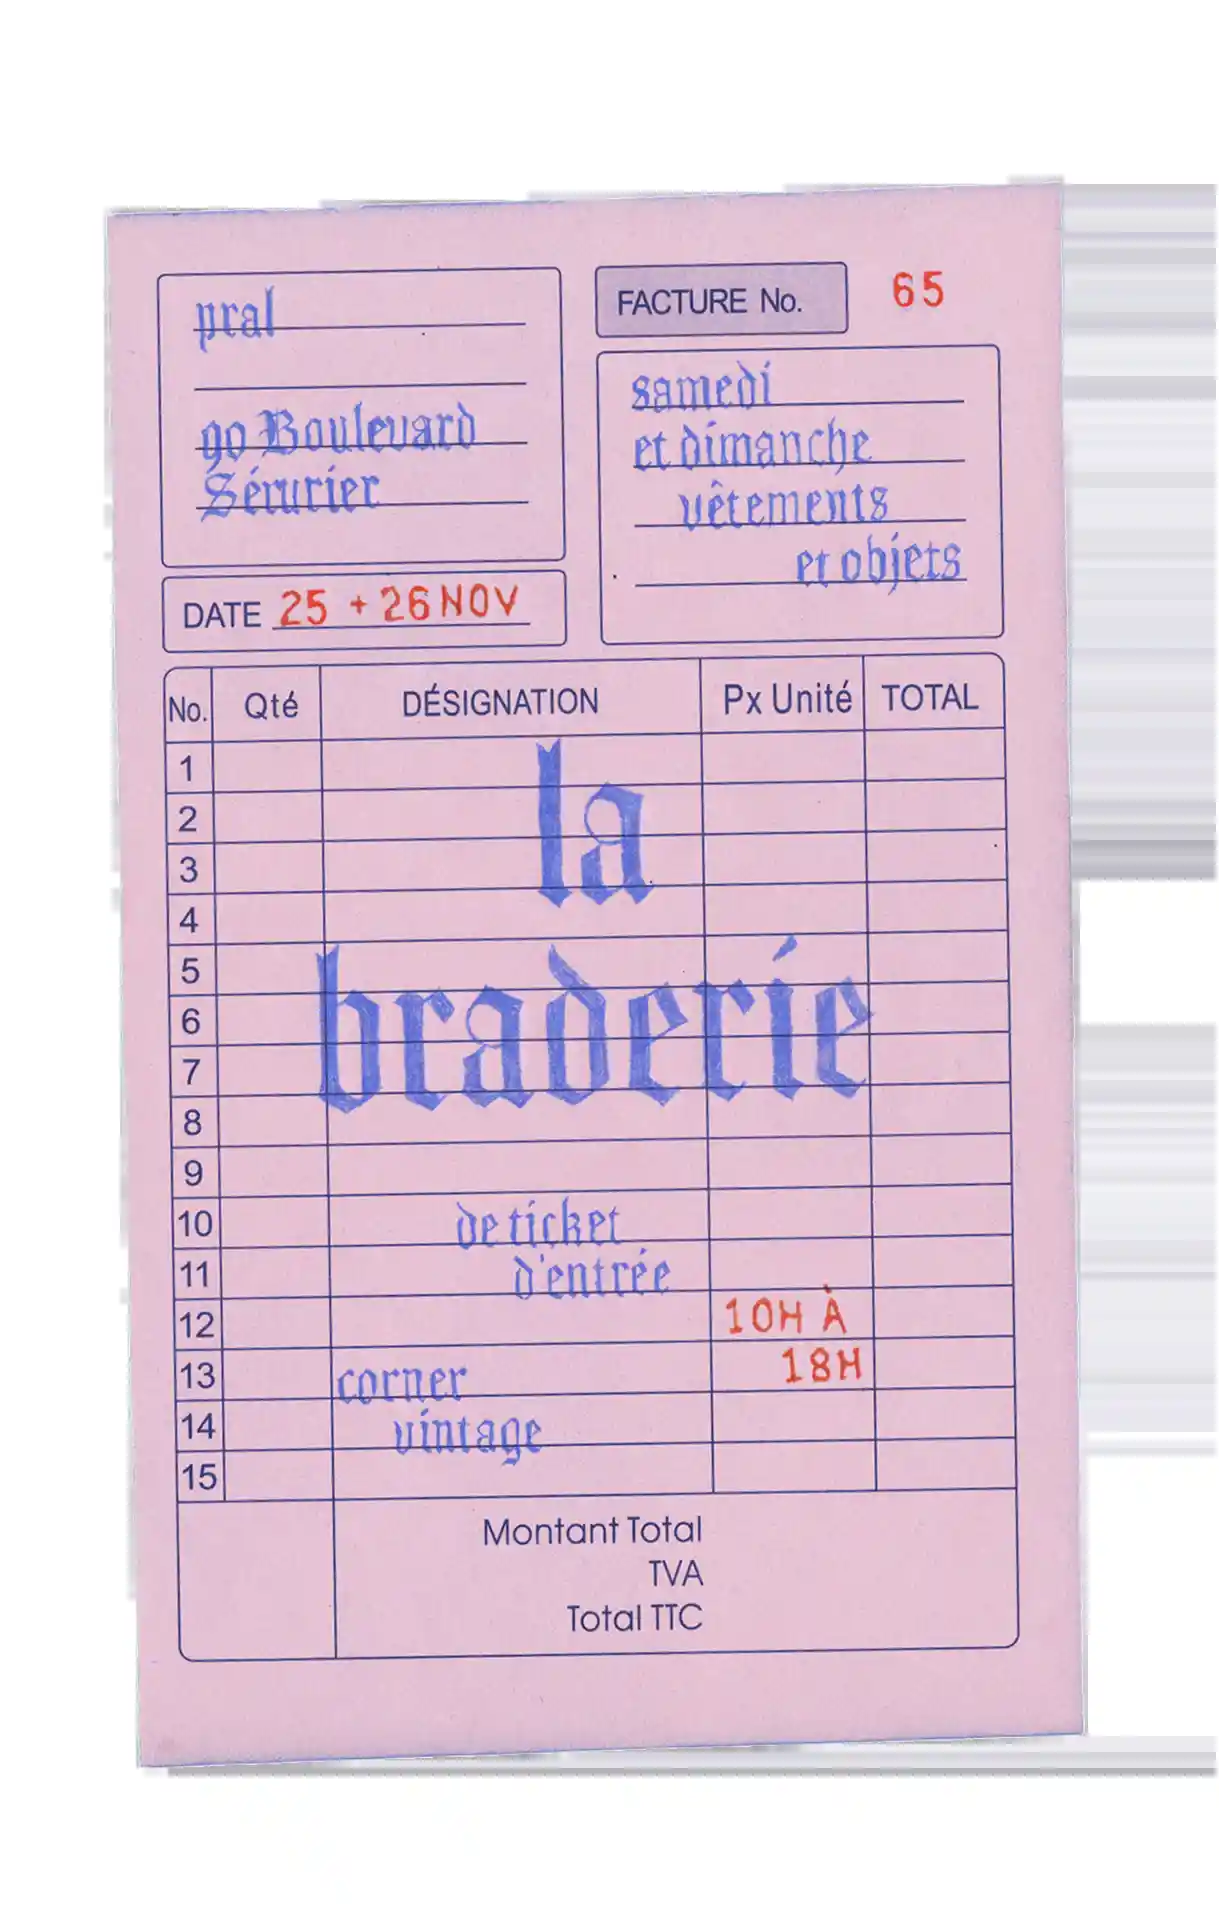 pral
90 Boulevard
Sérurier
FACTURE No. 65
samedi
et dimanche
vêtements
et objets
DATE 25 + 26 NOV
No. Qté DÉSIGNATION Px Unité TOTAL
1
2
3
4
la
5
6
7
8
braderie
9
10 de ticket
11 d'entrée
12 10H À
13 corner 18H
14 vintage
15
Montant Total
TVA
Total TTC